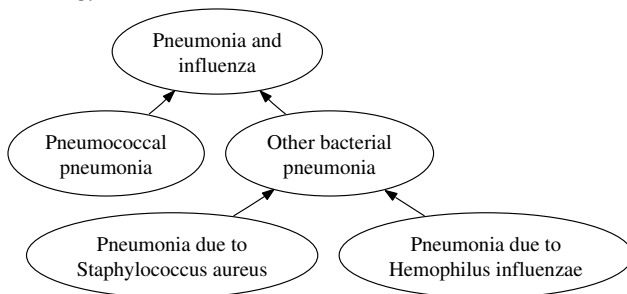 Pneumonia and
influenza
Pneumococcal
pneumonia
Other bacterial
pneumonia
Pneumonia due to
Staphylococcus aureus
Pneumonia due to
Hemophilus influenzae